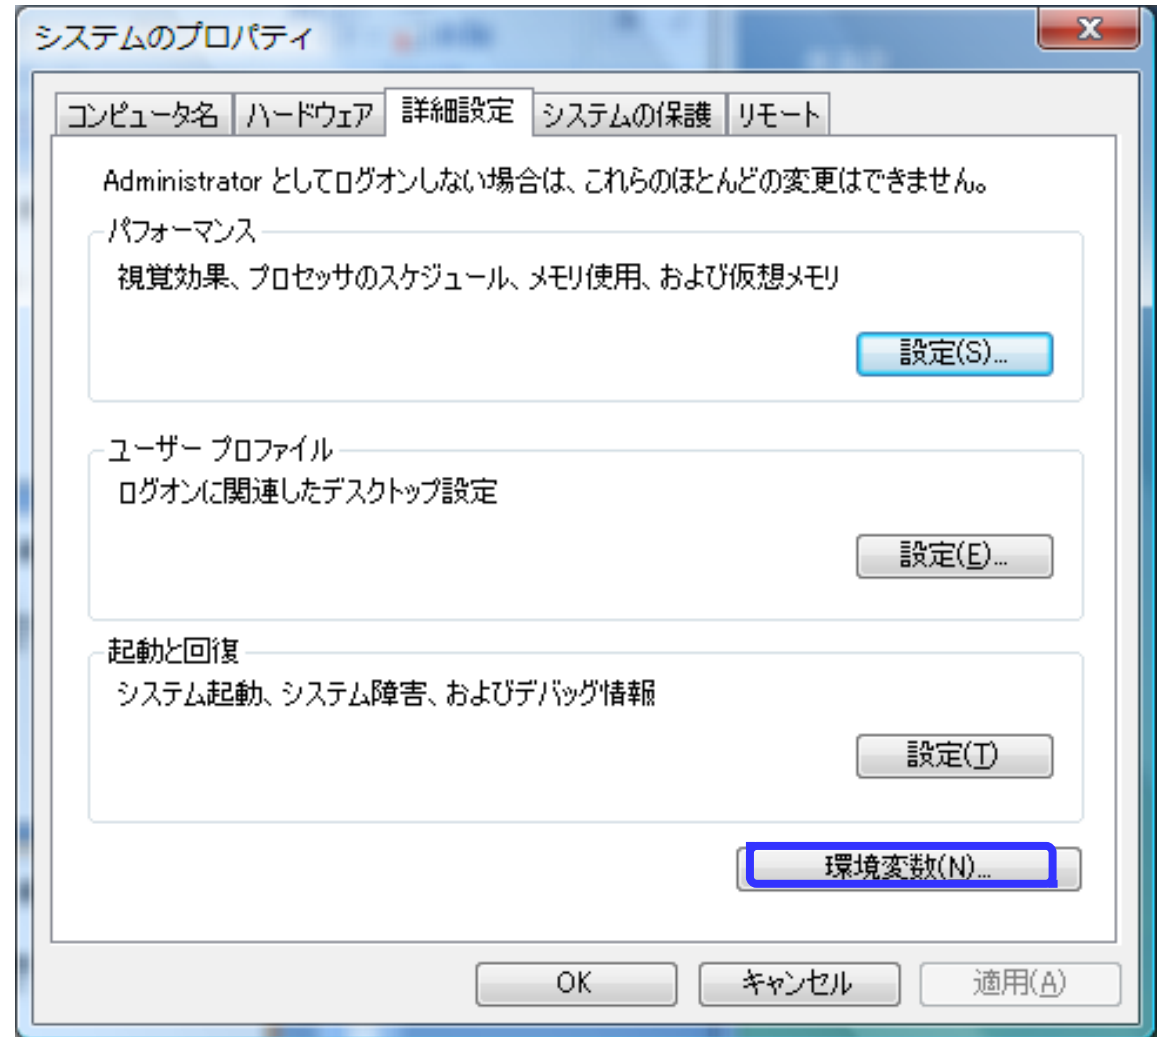 システムのプロパティ
コンピュータ名 ハードウェア 詳細設定 システムの保護 リモート
Administrator としてログオンしない場合は、これらのほとんどの変更はできません。
パフォーマンス
視覚効果、プロセッサのスケジュール、メモリ使用、および仮想メモリ
設定(S)...
ユーザー プロファイル
ログオンに関連したデスクトップ設定
設定(E)...
起動と回復
システム起動、システム障害、およびデバッグ情報
設定(T)
環境変数(N)...
OK キャンセル 適用(A)